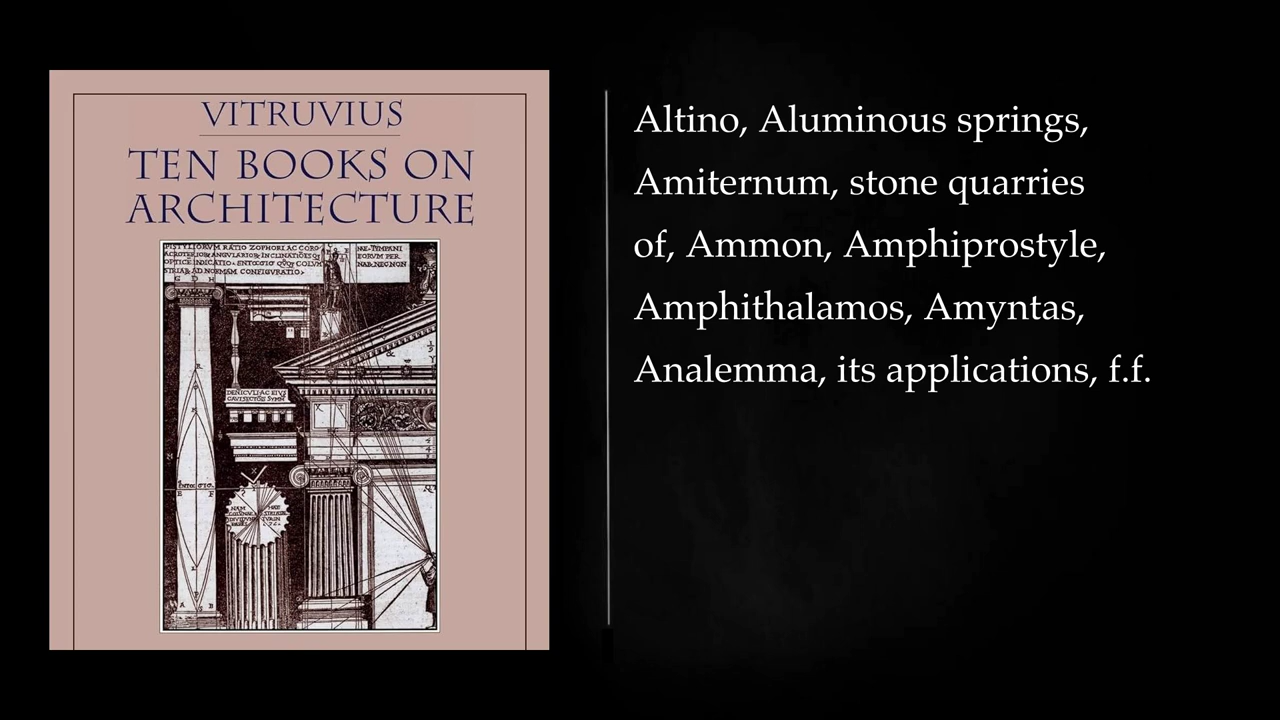 VITRUVIUS
TEN BOOKS ON
ARCHITECTURE
Altino, Aluminous springs,
Amiternum, stone quarries
of, Ammon, Amphiprostyle,
Amphithalamos, Amyntas,
Analemma, its applications, f.f.